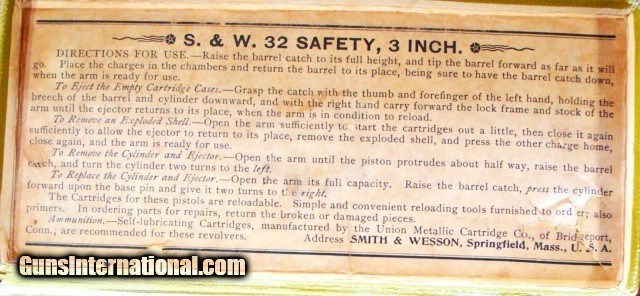 S. & W. 32 SAFETY, 3 INCH.
DIRECTIONS FOR USE.—Raise the barrel catch to its full height, and tip the barrel forward as far as it will
go. Place the charges in the chambers and return the barrel to its place, being sure to have the barrel catch down,
when the arm is ready for use.
To Eject the Empty Cartridge Cases.—Grasp the catch with the thumb and forefinger of the left hand, holding the
breech of the barrel and cylinder downward, and with the right hand carry forward the lock frame and stock of the
arm until the ejector returns to its place, when the arm is in condition to reload.
To Remove an Exploded Shell.—Open the arm sufficiently to start the cartridges out a little, then close it again
sufficiently to allow the ejector to return to its place, remove the exploded shell, and press the other charge home,
close again, and the arm is ready for use.
To Remove the Cylinder and Ejector.—Open the arm until the piston protrudes about half way, raise the barrel
catch, and turn the cylinder two turns to the left.
To Replace the Cylinder and Ejector.—Open the arm its full capacity. Raise the barrel catch, press the cylinder
forward upon the base pin and give it two turns to the right.
The Cartridges for these pistols are reloadable. Simple and convenient reloading tools furnished to order; also
primers. In ordering parts for repairs, return the broken or damaged pieces.
Ammunition.—Self-lubricating Cartridges, manufactured by the Union Metallic Cartridge Co., of Bridgeport,
Conn., are recommended for these revolvers. Address SMITH & WESSON, Springfield, Mass., U. S. A.
GunsInternational.com